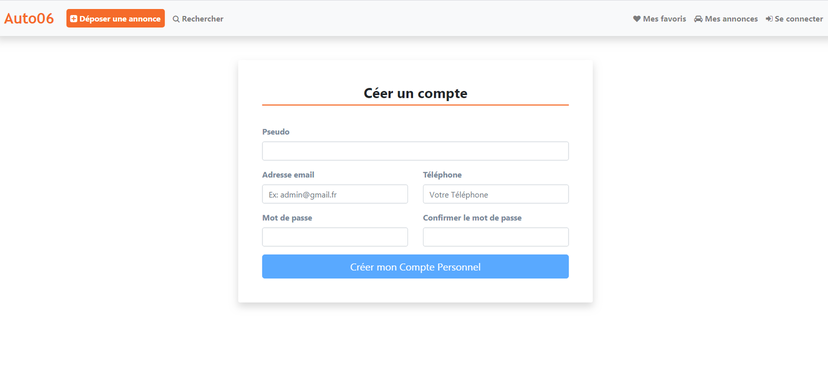 Auto06 Déposer une annonce Rechercher Mes favoris Mes annonces Se connecter
Céer un compte
Pseudo
Adresse email Téléphone
Ex: admin@gmail.fr Votre Téléphone
Mot de passe Confirmer le mot de passe
Créer mon Compte Personnel